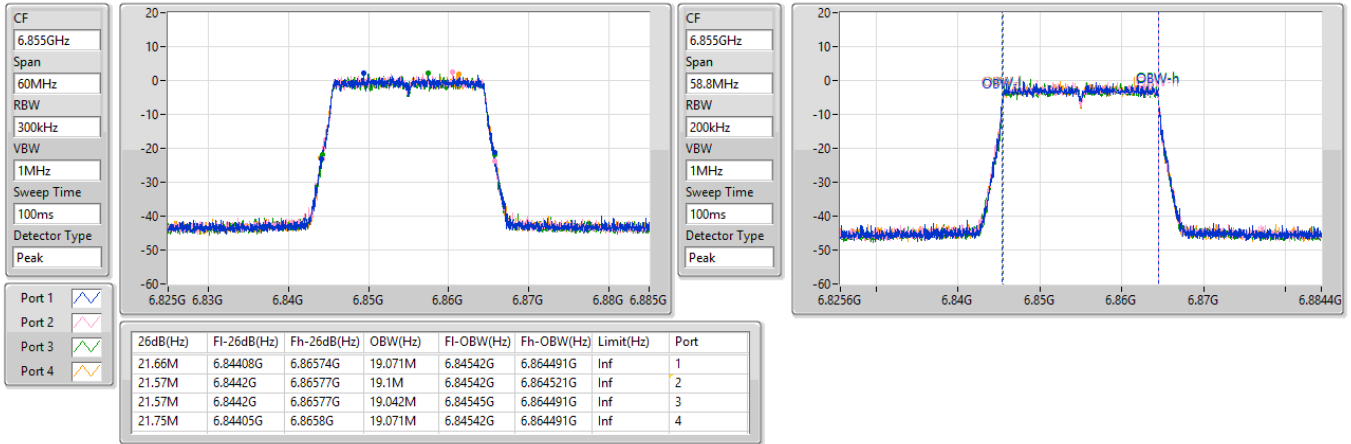 CF
6.855GHz
Span
60MHz
RBW
300kHz
VBW
1MHz
Sweep Time
100ms
Detector Type
Peak
20-
10-
0-
-10-
-20-
-30-
-40-
-50-
-60-
6.825G 6.83G 6.84G 6.85G 6.86G 6.87G 6.88G 6.885G
CF
6.855GHz
Span
58.8MHz
RBW
200kHz
VBW
1MHz
Sweep Time
100ms
Detector Type
Peak
20-
10-
0-
-10-
-20-
-30-
-40-
-50-
-60-
OBW-l OBW-h
6.8256G 6.84G 6.85G 6.86G 6.87G 6.8844G
Port 1
Port 2
Port 3
Port 4
26dB(Hz) Fl-26dB(Hz) Fh-26dB(Hz) OBW(Hz) Fl-OBW(Hz) Fh-OBW(Hz) Limit(Hz) Port
21.66M 6.84408G 6.86574G 19.071M 6.84542G 6.864491G Inf 1
21.57M 6.8442G 6.86577G 19.1M 6.84542G 6.864521G Inf 2
21.57M 6.8442G 6.86577G 19.042M 6.84545G 6.864491G Inf 3
21.75M 6.84405G 6.8658G 19.071M 6.84542G 6.864491G Inf 4